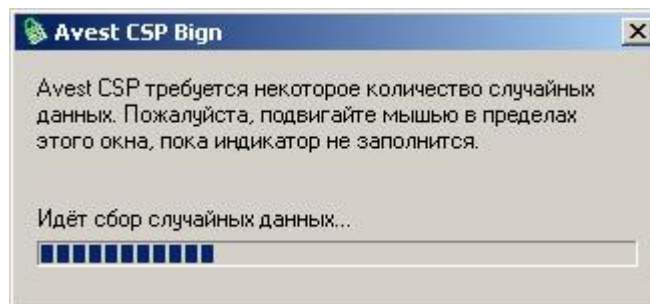 Avest CSP Bign
Avest CSP требуется некоторое количество случайных
данных. Пожалуйста, подвигайте мышью в пределах
этого окна, пока индикатор не заполнится.
Идёт сбор случайных данных...